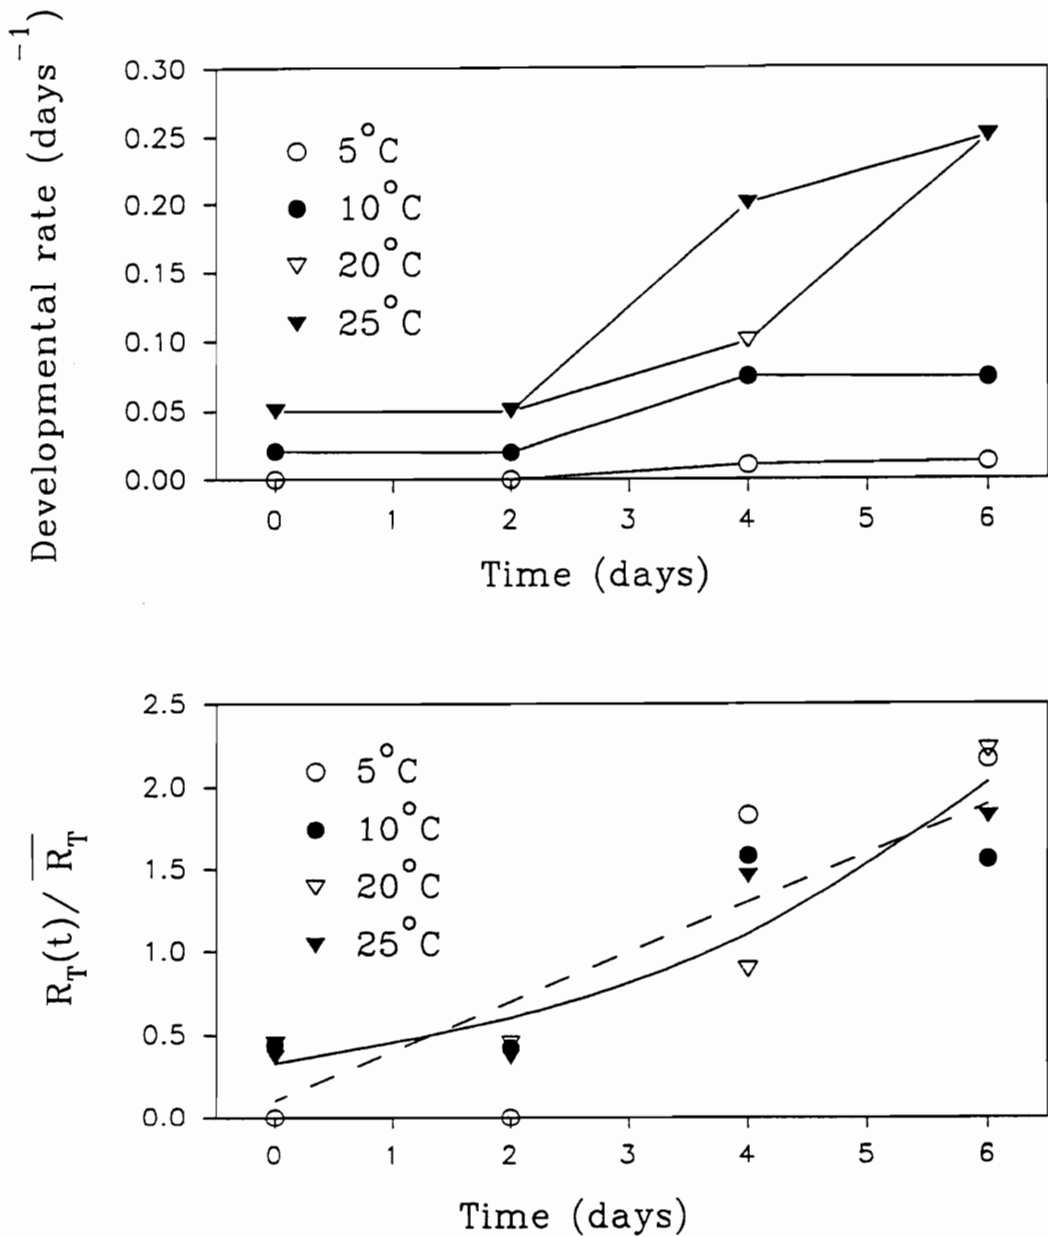 Developmental rate (days⁻¹)
0.30
0.25
0.20
0.15
0.10
0.05
0.00
5°C
10°C
20°C
25°C
0 1 2 3 4 5 6
Time (days)
R_T(t)/ R̅_T
2.5
2.0
1.5
1.0
0.5
0.0
5°C
10°C
20°C
25°C
0 1 2 3 4 5 6
Time (days)